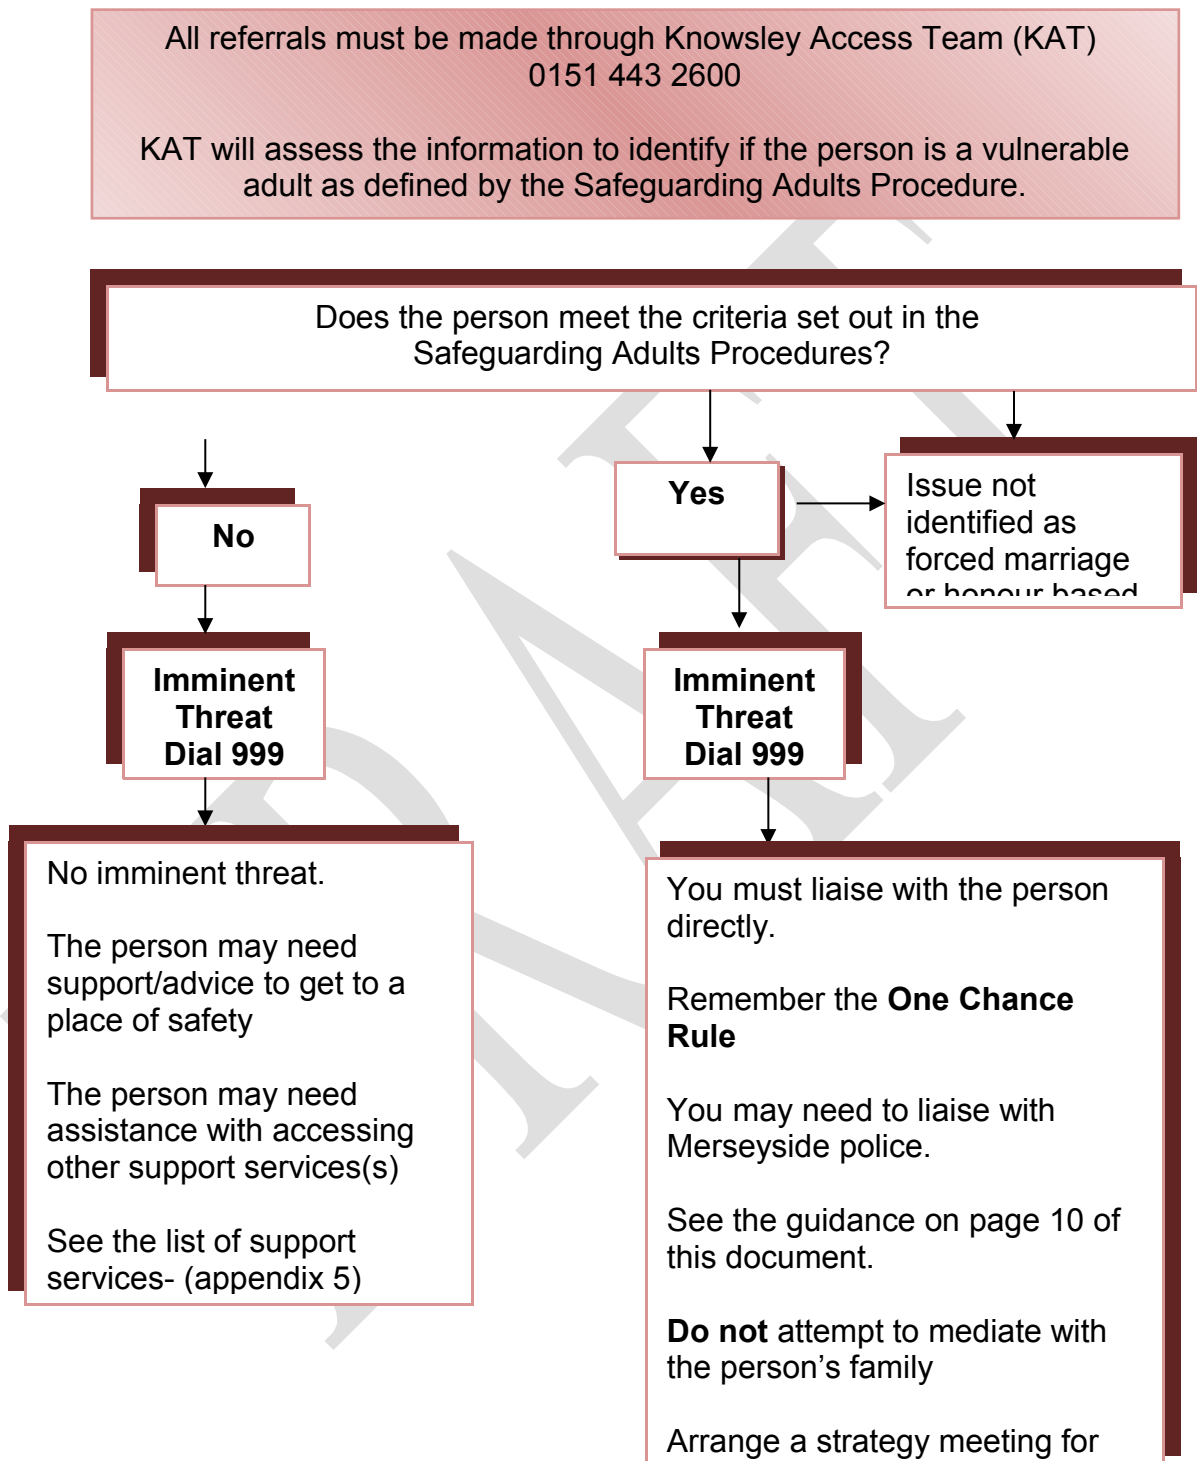 All referrals must be made through Knowsley Access Team (KAT)
0151 443 2600
KAT will assess the information to identify if the person is a vulnerable
adult as defined by the Safeguarding Adults Procedure.
Does the person meet the criteria set out in the
Safeguarding Adults Procedures?
No
Yes
Issue not
identified as
forced marriage
or honour based
Imminent
Threat
Dial 999
Imminent
Threat
Dial 999
No imminent threat.
The person may need
support/advice to get to a
place of safety
The person may need
assistance with accessing
other support services(s)
See the list of support
services- (appendix 5)
You must liaise with the person
directly.
Remember the One Chance
Rule
You may need to liaise with
Merseyside police.
See the guidance on page 10 of
this document.
Do not attempt to mediate with
the person’s family
Arrange a strategy meeting for
DRAFT